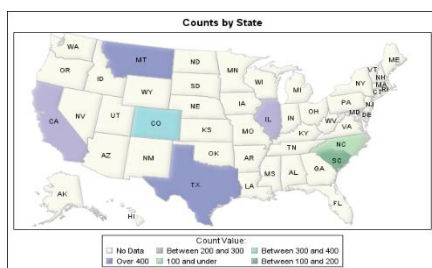 Counts by State
WA
MT
ND
MN
ME
OR
ID
SD
WI
MI
VT
NH
NY
MA
RI
CT
WY
IA
PA
NJ
NE
OH
MD
DE
NV
UT
CO
IL
IN
WV
VA
CA
KS
MO
KY
NC
TN
AZ
NM
OK
AR
SC
MS
AL
GA
TX
LA
AK
FL
HI
Count Value:
No Data Between 200 and 300 Between 300 and 400
Over 400 100 and under Between 100 and 200